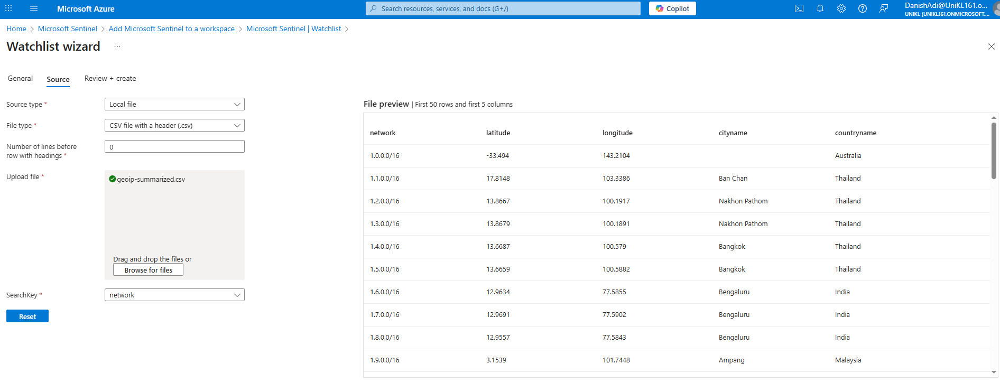 Microsoft Azure
Search resources, services, and docs (G+/)
Copilot
DanishAdi@UniKL161.o...
UNIKL (UNIKL161.ONMICROSOFT....
Home > Microsoft Sentinel > Add Microsoft Sentinel to a workspace > Microsoft Sentinel | Watchlist >
Watchlist wizard ...
General Source Review + create
Source type * Local file
File type * CSV file with a header (.csv)
Number of lines before
row with headings * 0
Upload file * geoip-summarized.csv
Drag and drop the files or
Browse for files
SearchKey * network
Reset
File preview | First 50 rows and first 5 columns
network latitude longitude cityname countryname
1.0.0.0/16 -33.494 143.2104 Australia
1.1.0.0/16 17.8148 103.3386 Ban Chan Thailand
1.2.0.0/16 13.8667 100.1917 Nakhon Pathom Thailand
1.3.0.0/16 13.8679 100.1891 Nakhon Pathom Thailand
1.4.0.0/16 13.6687 100.579 Bangkok Thailand
1.5.0.0/16 13.6659 100.5882 Bangkok Thailand
1.6.0.0/16 12.9634 77.5855 Bengaluru India
1.7.0.0/16 12.9691 77.5902 Bengaluru India
1.8.0.0/16 12.9557 77.5843 Bengaluru India
1.9.0.0/16 3.1539 101.7448 Ampang Malaysia